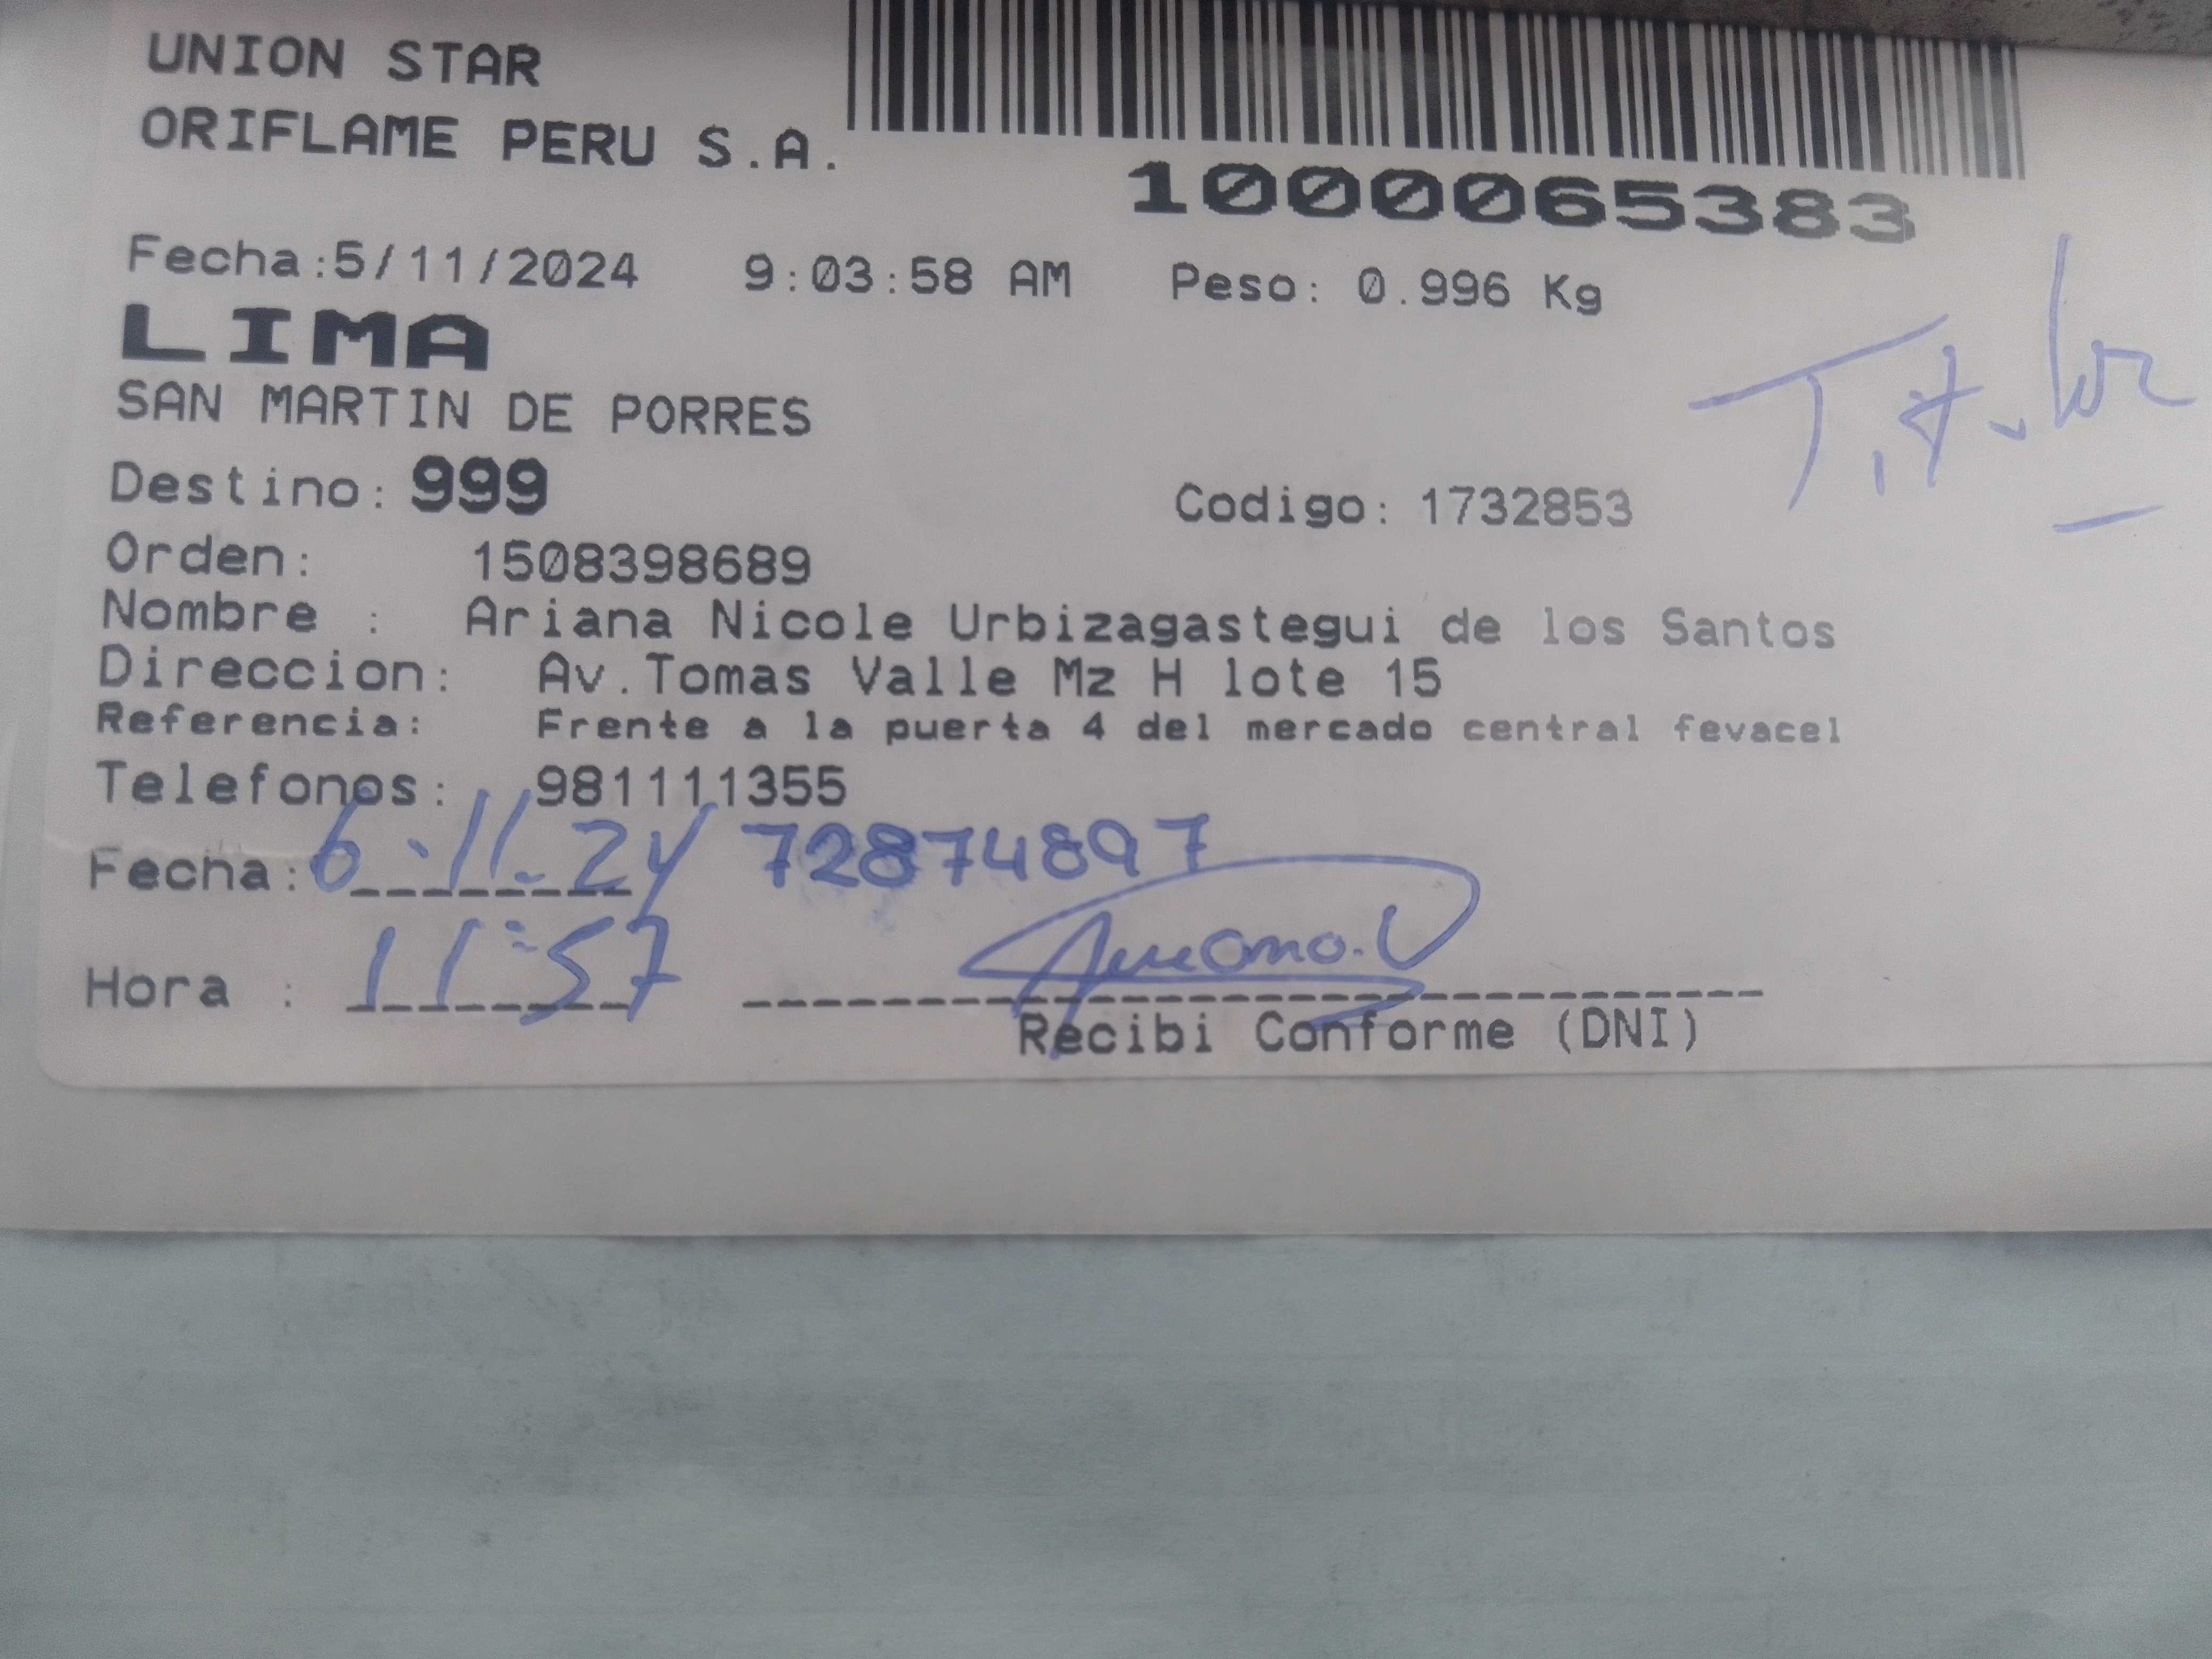 UNION STAR
ORIFLAME PERU S.A.
1000065383
Fecha:5/11/2024 9:03:58 AM Peso: 0.996 Kg
LIMA
Titular
SAN MARTIN DE PORRES
Destino: 999 Codigo: 1732853
Orden: 1508398689
Nombre : Ariana Nicole Urbizagastegui de los Santos
Direccion: Av.Tomas Valle Mz H lote 15
Referencia: Frente a la puerta 4 del mercado central fevacel
Telefonos: 981111355
Fecha: 6-11-24 72874897
Hora : 11:57
Recibi Conforme (DNI)